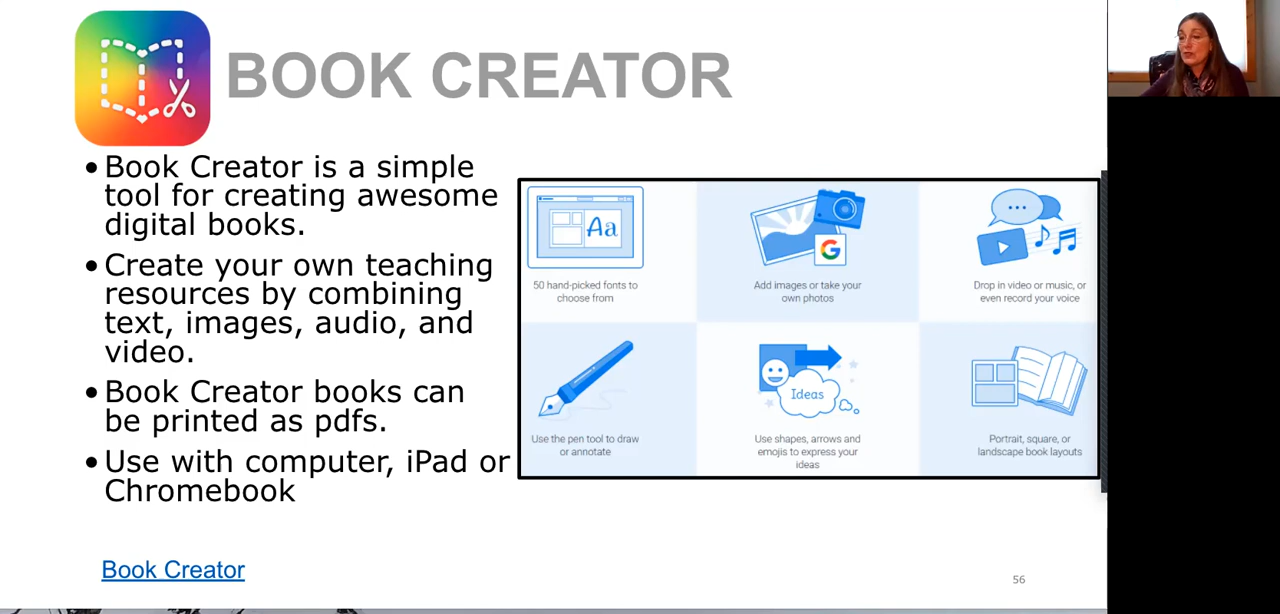 BOOK CREATOR
•Book Creator is a simple
tool for creating awesome
digital books.
•Create your own teaching
resources by combining
text, images, audio, and
video.
•Book Creator books can
be printed as pdfs.
•Use with computer, iPad or
Chromebook
Aa
50 hand-picked fonts to
choose from
G
Add images or take your
own photos
Drop in video or music, or
even record your voice
Use the pen tool to draw
or annotate
Ideas
Use shapes, arrows and
emojis to express your
ideas
Portrait, square, or
landscape book layouts
Book Creator
56